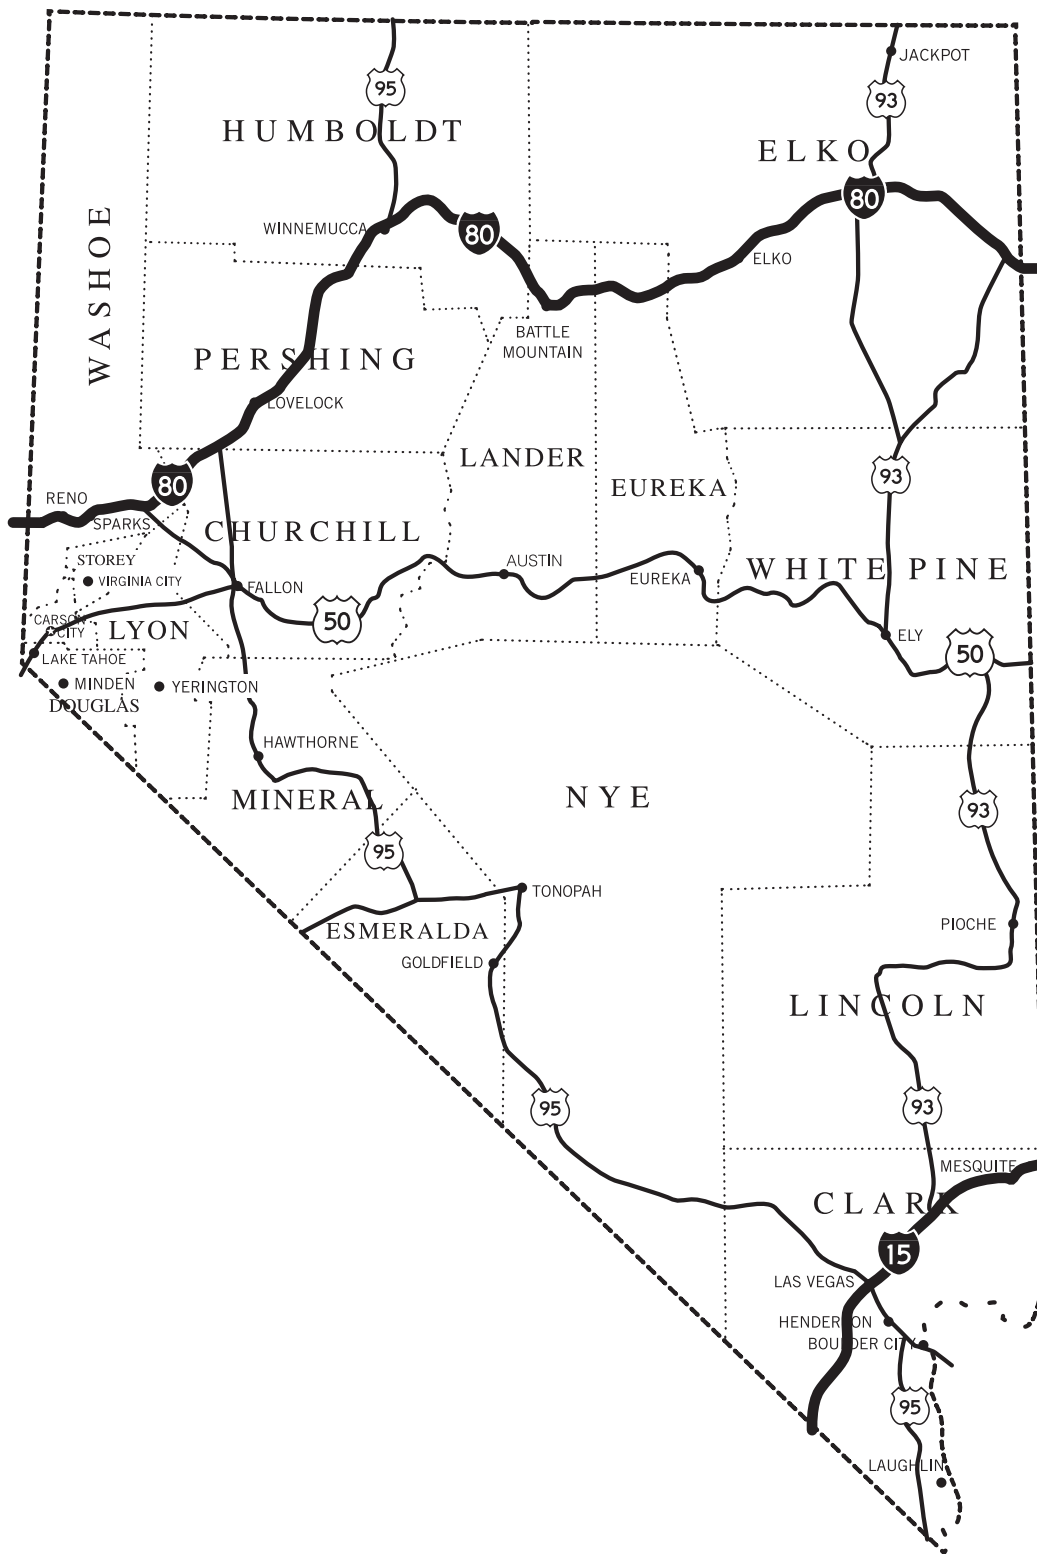 JACKPOT
95
93
HUMBOLDT
ELKO
80
WASHOE
WINNEMUCCA
80
ELKO
BATTLE
MOUNTAIN
PERSHING
LOVELOCK
LANDER
EUREKA
93
80
RENO
SPARKS
CHURCHILL
STOREY
VIRGINIA CITY
AUSTIN
EUREKA
WHITE PINE
FALLON
CARSON
CITY
LYON
50
ELY
50
LAKE TAHOE
MINDEN
YERINGTON
DOUGLAS
HAWTHORNE
MINERAL
NYE
93
95
TONOPAH
ESMERALDA
PIOCHE
GOLDFIELD
LINCOLN
95
93
MESQUITE
CLARK
15
LAS VEGAS
HENDERSON
BOULDER CITY
95
LAUGHLIN